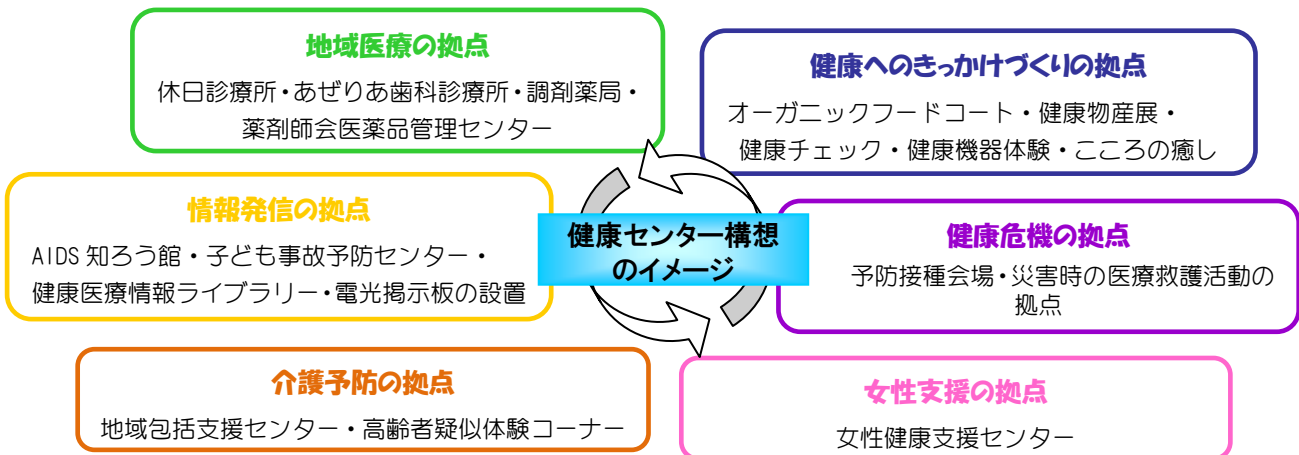 地域医療の拠点
休日診療所・あぜりあ歯科診療所・調剤薬局・
薬剤師会医薬品管理センター
健康へのきっかけづくりの拠点
オーガニックフードコート・健康物産展・
健康チェック・健康機器体験・こころの癒し
情報発信の拠点
AIDS 知ろう館・子ども事故予防センター・
健康医療情報ライブラリー・電光掲示板の設置
健康センター構想
のイメージ
健康危機の拠点
予防接種会場・災害時の医療救護活動の
拠点
介護予防の拠点
地域包括支援センター・高齢者疑似体験コーナー
女性支援の拠点
女性健康支援センター